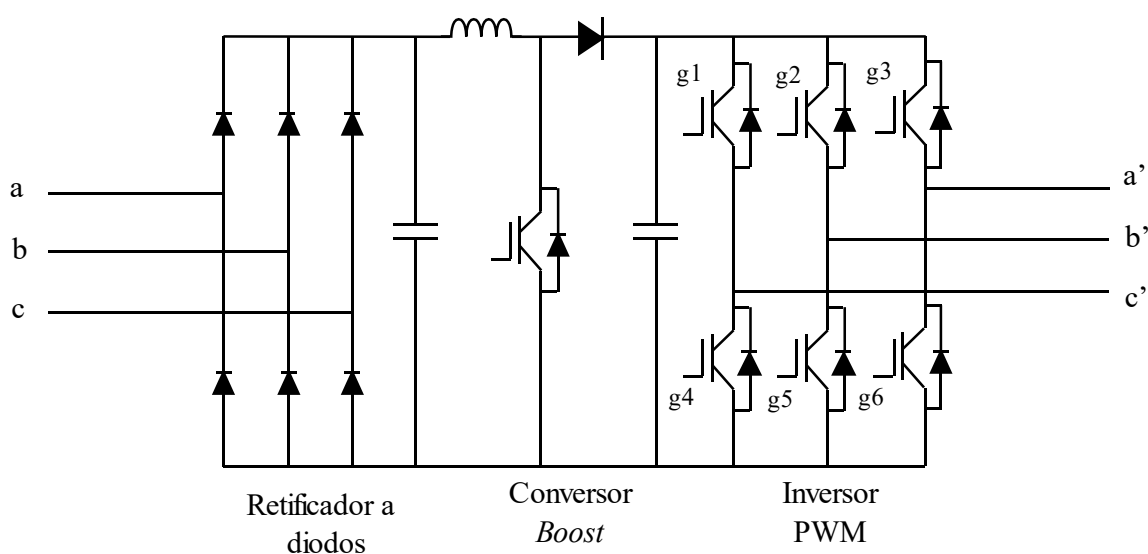 g1
g2
g3
a
a’
b
b’
c
c’
g4
g5
g6
Retificador a
diodos
Conversor
Boost
Inversor
PWM